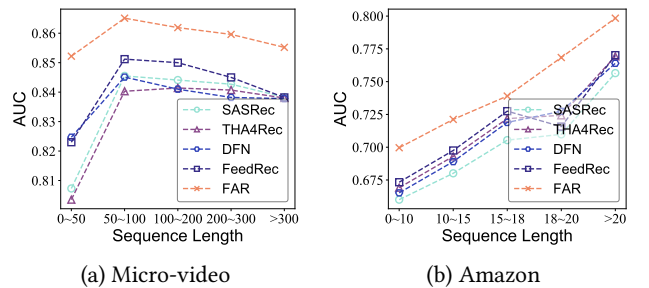 AUC
0.86
0.85
0.84
0.83
0.82
0.81
0~50 50~100 100~200 200~300 >300
Sequence Length
SASRec
THA4Rec
DFN
FeedRec
FAR
(a) Micro-video
AUC
0.800
0.775
0.750
0.725
0.700
0.675
0~10 10~15 15~18 18~20 >20
Sequence Length
SASRec
THA4Rec
DFN
FeedRec
FAR
(b) Amazon